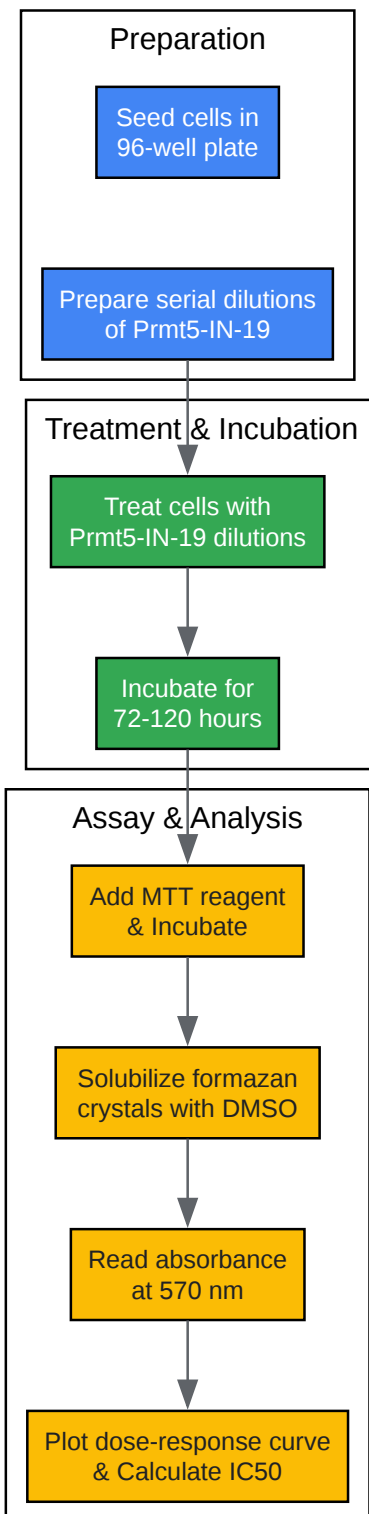 Preparation
Seed cells in
96-well plate
Prepare serial dilutions
of Prmt5-IN-19
Treatment & Incubation
Treat cells with
Prmt5-IN-19 dilutions
Incubate for
72-120 hours
Assay & Analysis
Add MTT reagent
& Incubate
Solubilize formazan
crystals with DMSO
Read absorbance
at 570 nm
Plot dose-response curve
& Calculate IC50